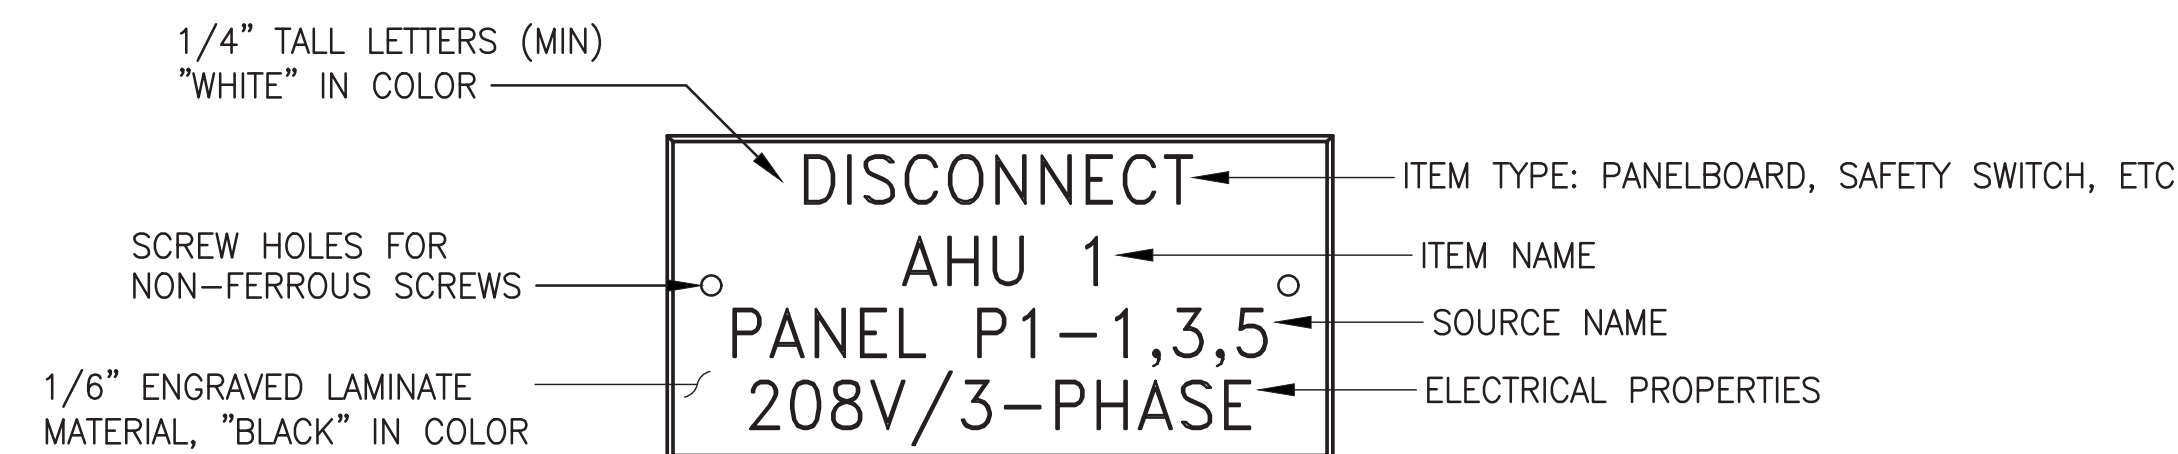 1/4" TALL LETTERS (MIN)
"WHITE" IN COLOR
DISCONNECT
ITEM TYPE: PANELBOARD, SAFETY SWITCH, ETC
SCREW HOLES FOR
NON-FERROUS SCREWS
AHU 1
ITEM NAME
PANEL P1-1,3,5
SOURCE NAME
1/6" ENGRAVED LAMINATE
MATERIAL, "BLACK" IN COLOR
208V/3-PHASE
ELECTRICAL PROPERTIES